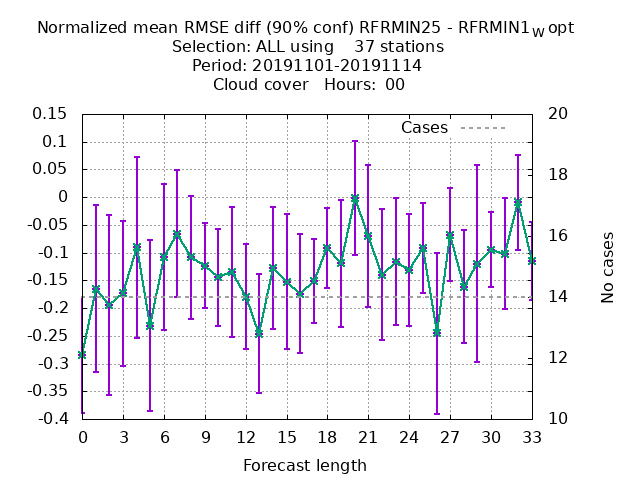 Normalized mean RMSE diff (90% conf) RFRMIN25 - RFRMIN1wopt
Selection: ALL using 37 stations
Period: 20191101-20191114
Cloud cover Hours: 00
Cases
0.15
0.1
0.05
0
-0.05
-0.1
-0.15
-0.2
-0.25
-0.3
-0.35
-0.4
20
18
16
14
12
10
No cases
0 3 6 9 12 15 18 21 24 27 30 33
Forecast length